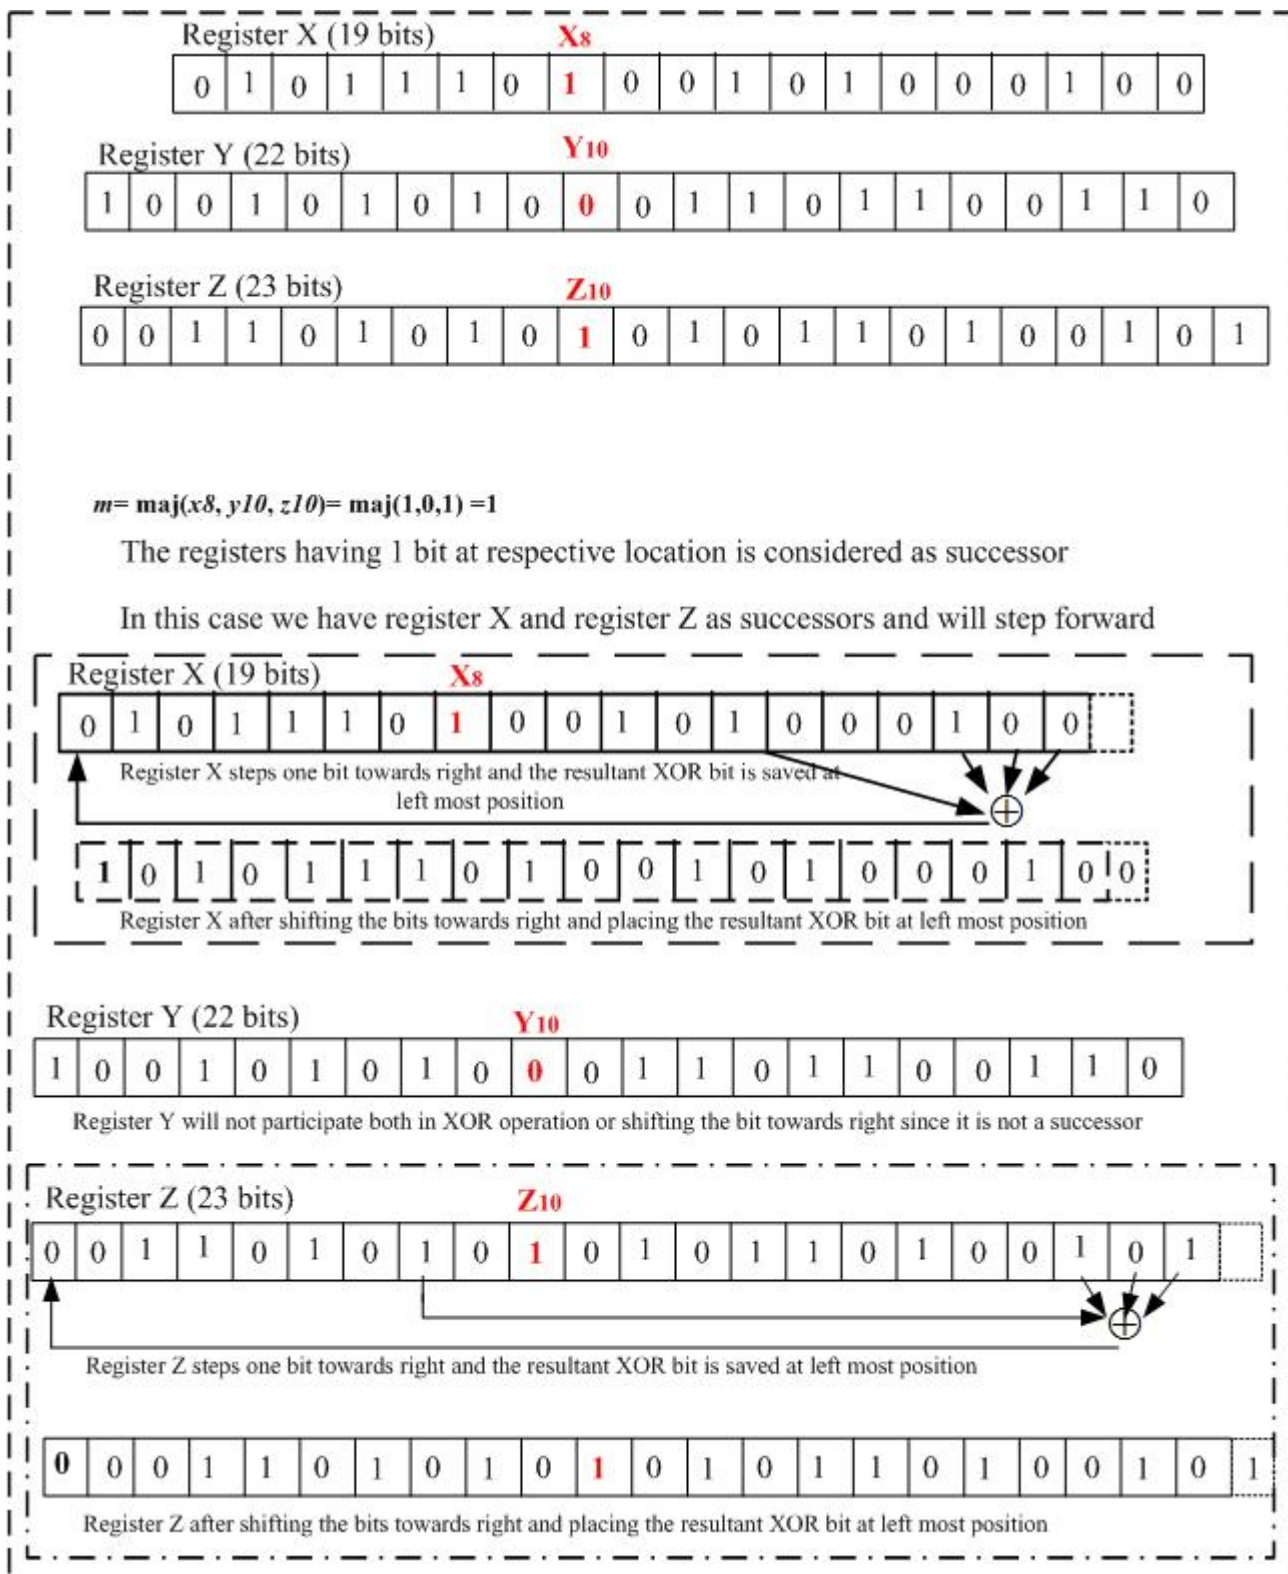 Register X (19 bits) X8
0 1 0 1 1 1 0 1 0 0 1 0 1 0 0 0 1 0 0
Register Y (22 bits) Y10
1 0 0 1 0 1 0 1 0 0 0 1 1 0 1 1 0 0 1 1 0
Register Z (23 bits) Z10
0 0 1 1 0 1 0 1 0 1 0 1 0 1 1 0 1 0 0 1 0 1
m= maj(x8, y10, z10)= maj(1,0,1) =1
The registers having 1 bit at respective location is considered as successor
In this case we have register X and register Z as successors and will step forward
Register X (19 bits) X8
0 1 0 1 1 1 0 1 0 0 1 0 1 0 0 0 1 0 0
Register X steps one bit towards right and the resultant XOR bit is saved at
left most position
1 0 1 0 1 1 1 0 1 0 0 1 0 1 0 0 0 1 0 0
Register X after shifting the bits towards right and placing the resultant XOR bit at left most position
Register Y (22 bits) Y10
1 0 0 1 0 1 0 1 0 0 0 1 1 0 1 1 0 0 1 1 0
Register Y will not participate both in XOR operation or shifting the bit towards right since it is not a successor
Register Z (23 bits) Z10
0 0 1 1 0 1 0 1 0 1 0 1 0 1 1 0 1 0 0 1 0 1
Register Z steps one bit towards right and the resultant XOR bit is saved at left most position
0 0 0 1 1 0 1 0 1 0 1 0 1 0 1 1 0 1 0 0 1 0 1
Register Z after shifting the bits towards right and placing the resultant XOR bit at left most position